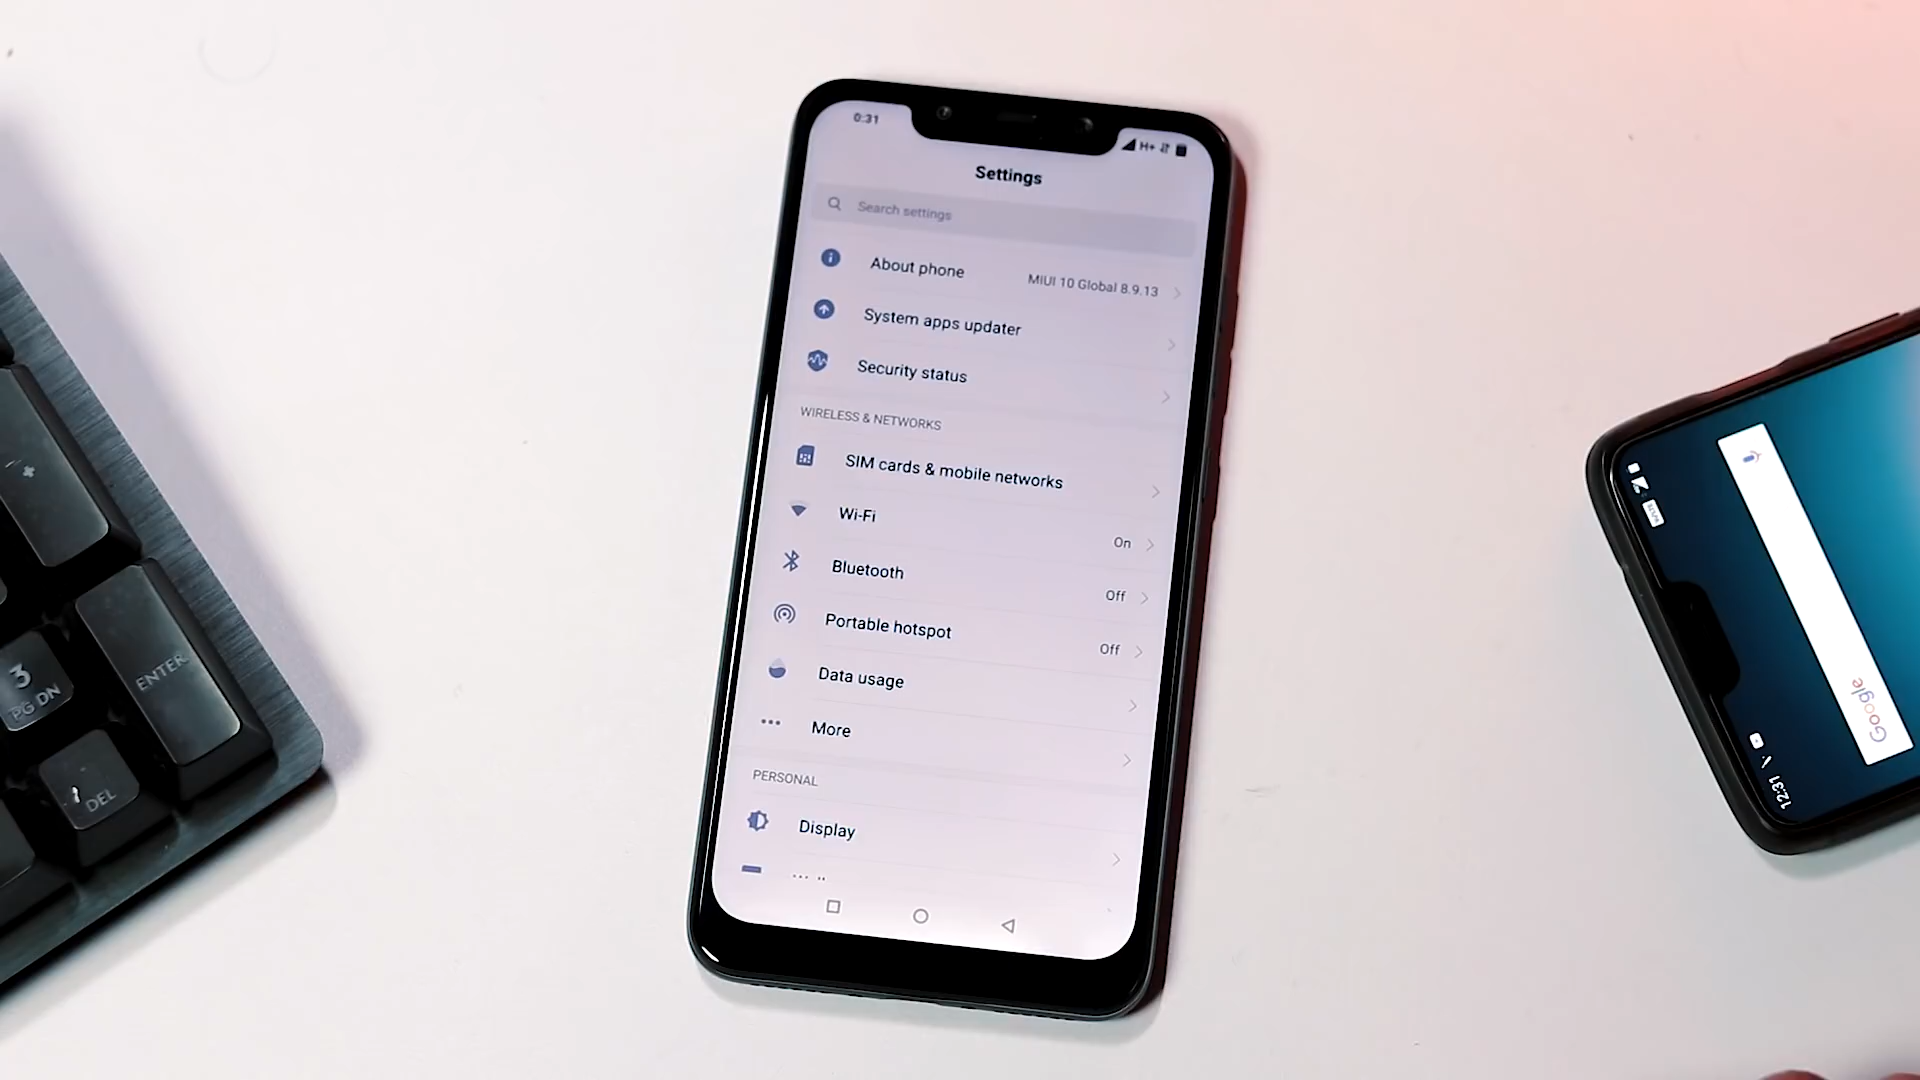 0:31
H+
Settings
Search settings
About phone
MIUI 10 Global 8.9.13
System apps updater
Security status
WIRELESS & NETWORKS
SIM cards & mobile networks
Wi-Fi
On
Bluetooth
Off
Portable hotspot
Off
Data usage
More
PERSONAL
Display
+
3
PG DN
ENTER
DEL
Google
12:31